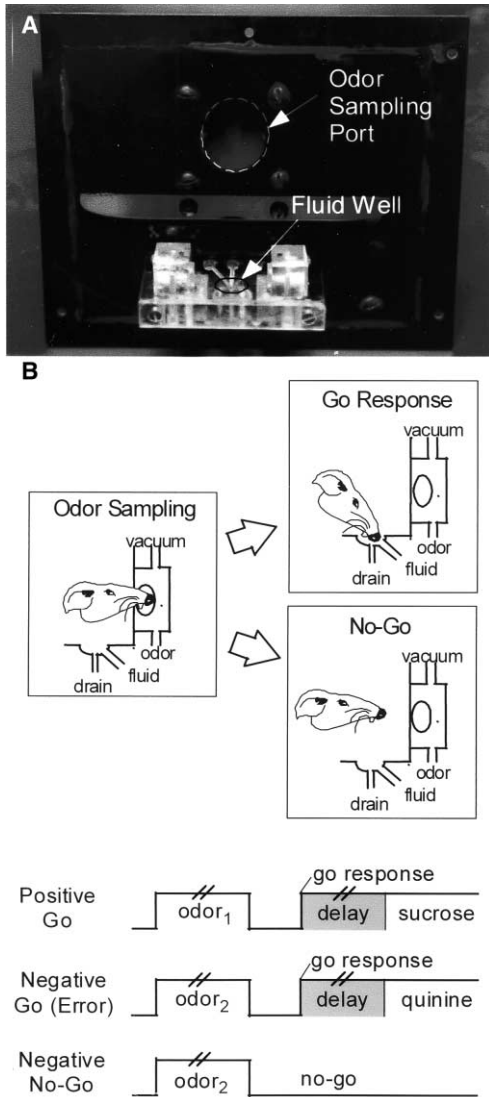 A
Odor
Sampling
Port
Fluid Well
B
Go Response
vacuum
odor
fluid
drain
Odor Sampling
vacuum
odor
fluid
drain
No-Go
vacuum
odor
fluid
drain
go response
Positive
Go
odor1
delay
sucrose
go response
Negative
Go (Error)
odor2
delay
quinine
Negative
No-Go
odor2
no-go